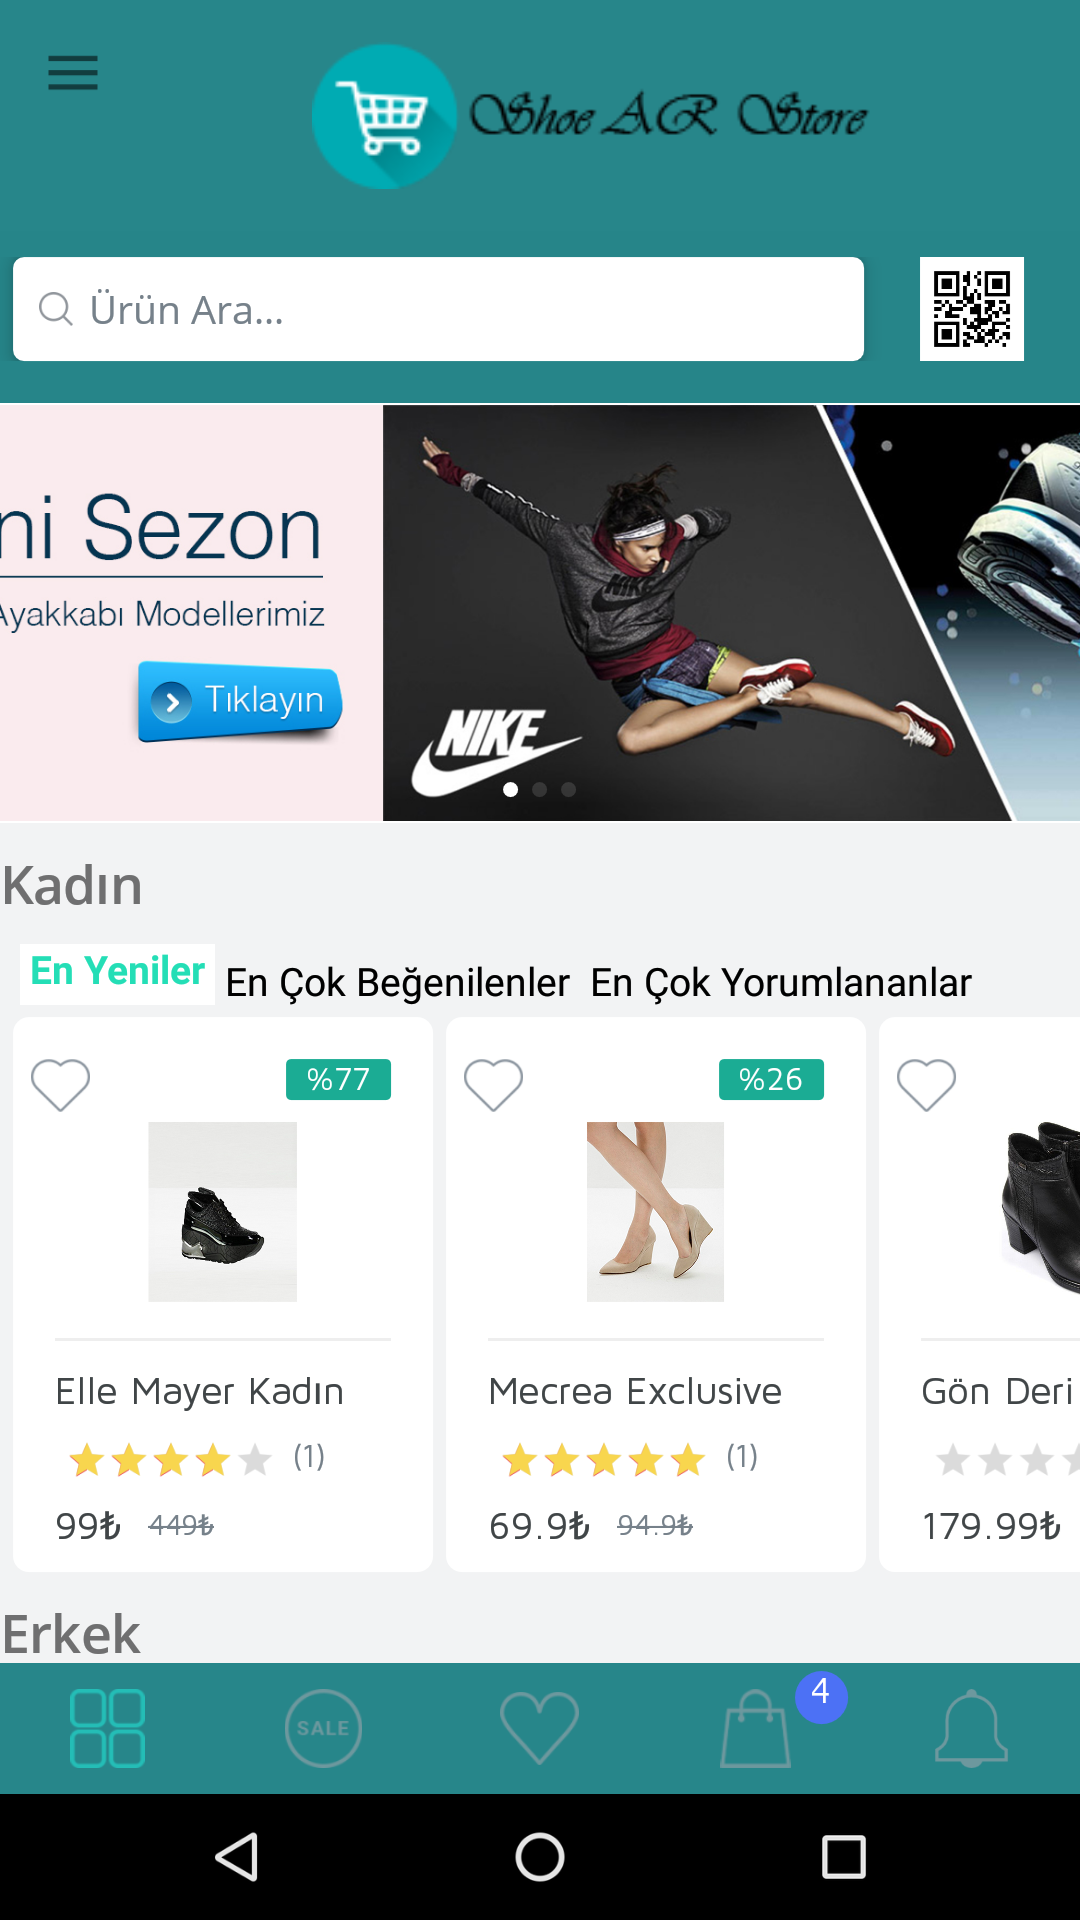 Shoe AR Store
Ürün Ara...
ni Sezon
Ayakkabı Modellerimiz
Tıklayın
NIKE
NIKE
Kadın
En Yeniler En Çok Beğenilenler En Çok Yorumlananlar
%77 %26
Elle Mayer Kadın Mecrea Exclusive Gön Deri
(1) (1)
99₺ 449₺ 69.9₺ 94.9₺ 179.99₺
Erkek
SALE
4